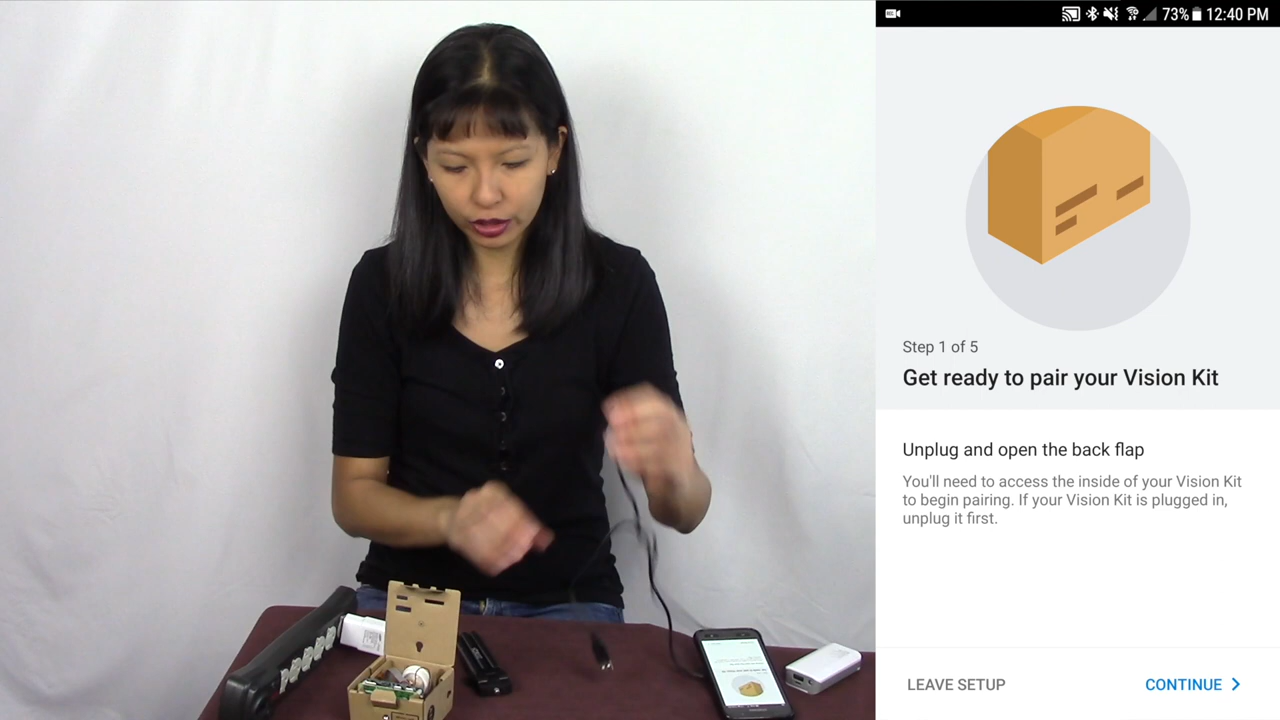 REC
73% 12:40 PM
Step 1 of 5
Get ready to pair your Vision Kit
Unplug and open the back flap
You'll need to access the inside of your Vision Kit
to begin pairing. If your Vision Kit is plugged in,
unplug it first.
LEAVE SETUP
CONTINUE